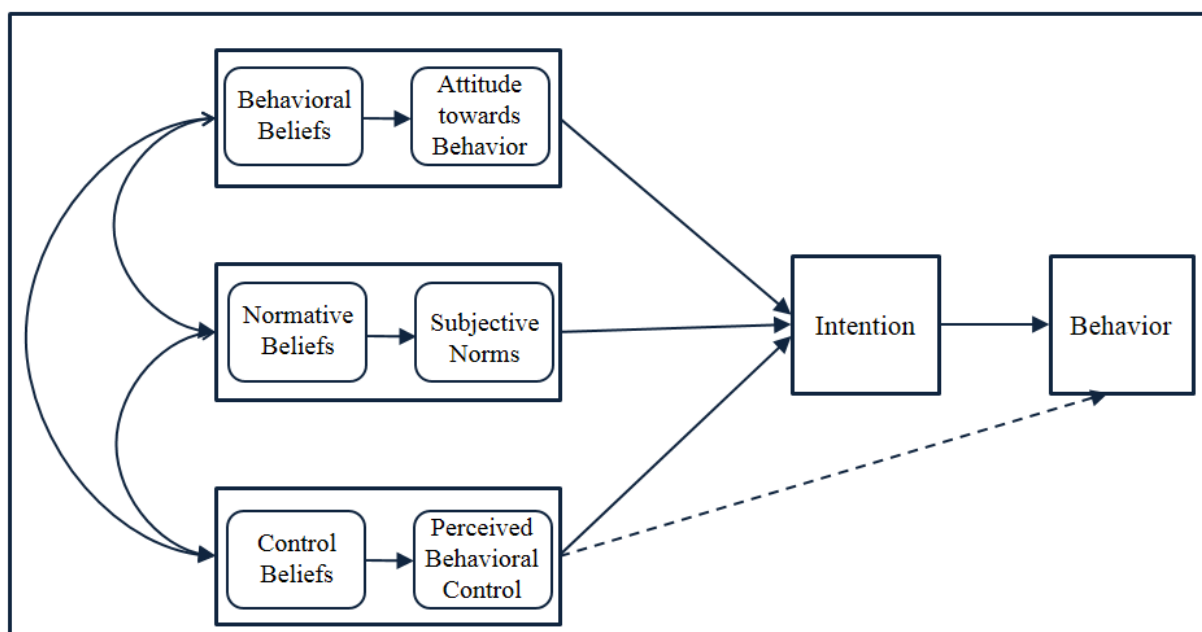 Behavioral
Beliefs
Attitude
towards
Behavior
Normative
Beliefs
Subjective
Norms
Intention
Behavior
Control
Beliefs
Perceived
Behavioral
Control